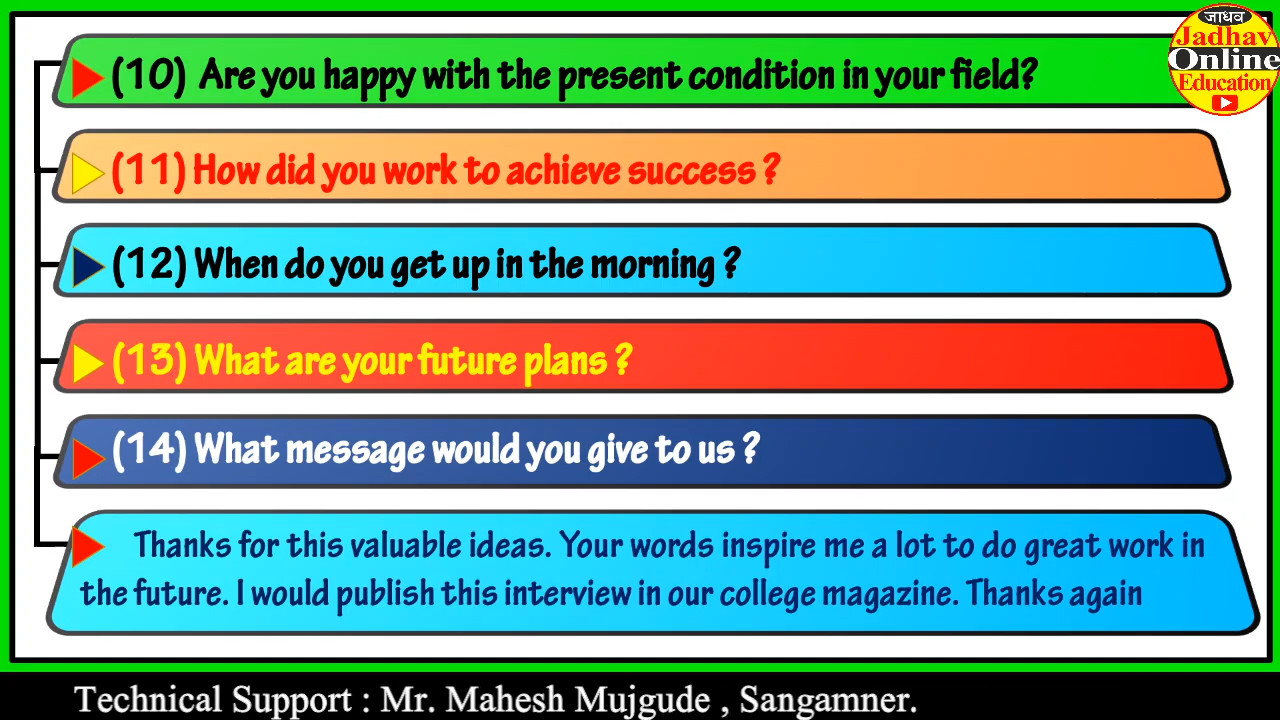 जाधव
Jadhav
Online
Education
(10) Are you happy with the present condition in your field?
(11) How did you work to achieve success ?
(12) When do you get up in the morning ?
(13) What are your future plans ?
(14) What message would you give to us ?
Thanks for this valuable ideas. Your words inspire me a lot to do great work in
the future. I would publish this interview in our college magazine. Thanks again
Technical Support : Mr. Mahesh Mujgude , Sangamner.